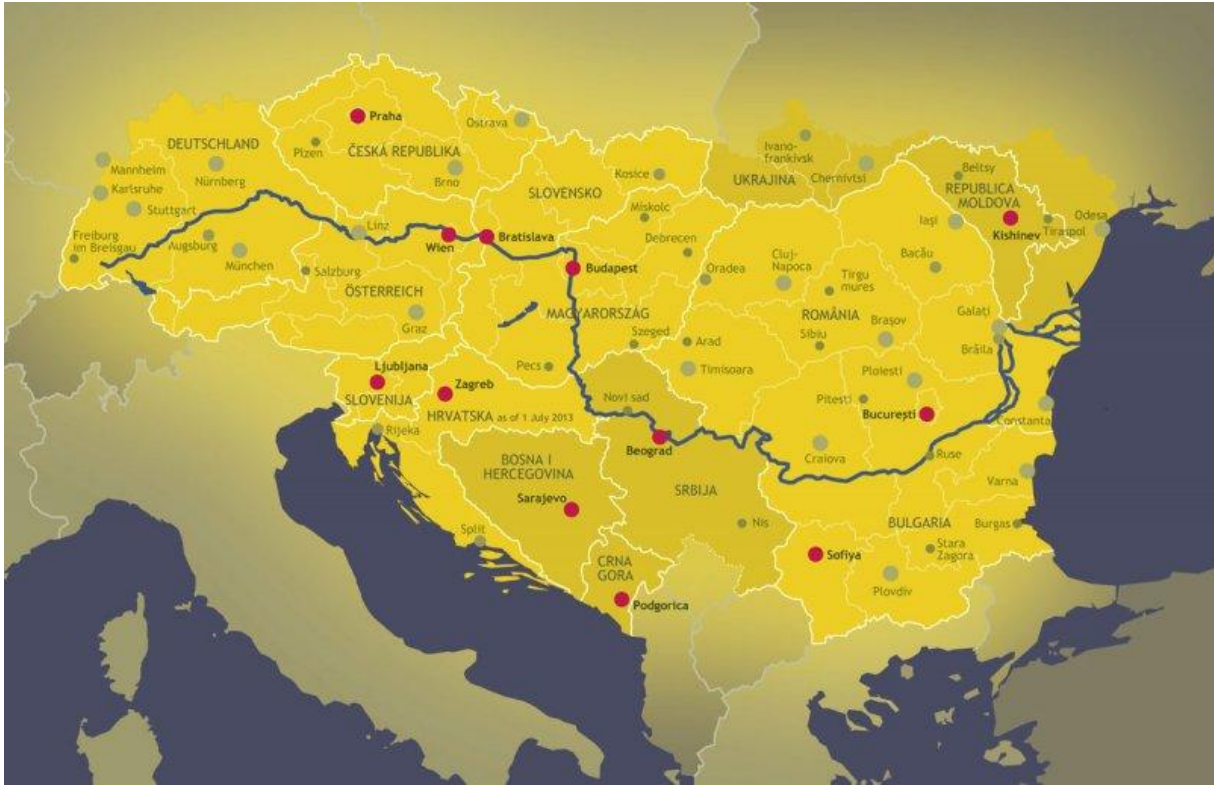 Praha
Ostrava
DEUTSCHLAND
Plzen
ČESKÁ REPUBLIKA
Mannheim
Nürnberg
Brno
Karlsruhe
Stuttgart
SLOVENSKO
Kosice
Ivano-
frankivsk
Chernivtsi
UKRAJINA
Beltsy
REPUBLICA
MOLDOVA
Kishinev
Tiraspol
Odesa
Iași
Miskolc
Debrecen
Linz
Wien
Bratislava
Freiburg
im Breisgau
Augsburg
München
Salzburg
Budapest
Oradea
Cluj-
Napoca
Tirgu
mures
Bacău
ÖSTERREICH
Graz
MAGYARORSZÁG
Szeged
Arad
Sibiu
ROMÂNIA
Brașov
Galați
Brăila
Pecs
Timisoara
Ploiesti
Ljubljana
SLOVENIJA
Zagreb
HRVATSKA as of 1 July 2013
Novi sad
Pitesti
București
Constanta
Rijeka
Beograd
Craiova
Ruse
BOSNA I
HERCEGOVINA
Sarajevo
SRBIJA
Varna
Nis
BULGARIA
Burgas
Split
Sofiya
Stara
Zagora
CRNA
GORA
Plovdiv
Podgorica